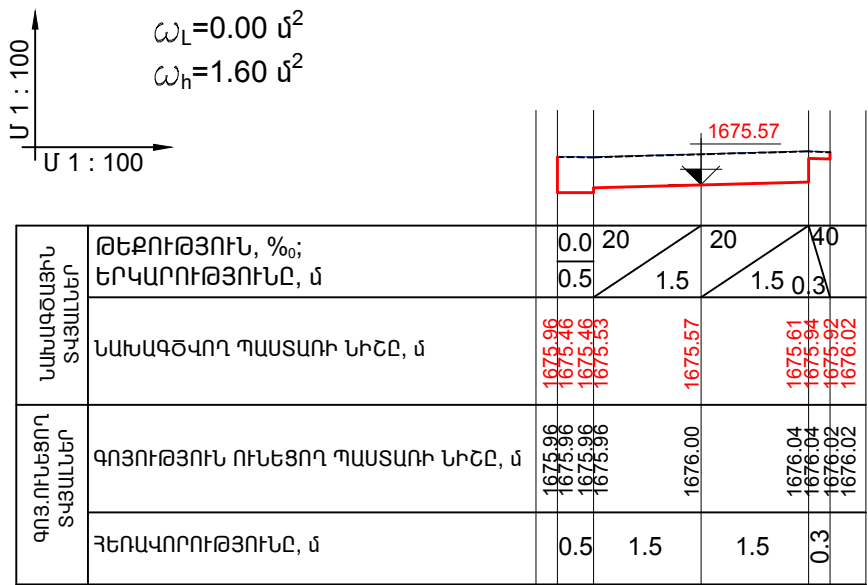 ω_L=0.00 մ²
ω_h=1.60 մ²
Մ 1 : 100
Մ 1 : 100
1675.57
ՆԱԽԱԳԾԱՅԻՆ
ՏՎՅԱԼՆԵՐ
ԹԵՔՈՒԹՅՈՒՆ, %₀;
ԵՐԿԱՐՈՒԹՅՈՒՆԸ, մ
0.0 20 20 40
0.5 1.5 1.5 0.3
ՆԱԽԱԳԾՎՈՂ ՊԱՍՏԱՌԻ ՆԻՇԸ, մ
1675.96 1675.46 1675.46 1675.53 1675.57 1675.61 1675.94 1675.92 1676.02
ԳՈՅ.ՈՒՆԵՑՈՂ
ՏՎՅԱԼՆԵՐ
ԳՈՅՈՒԹՅՈՒՆ ՈՒՆԵՑՈՂ ՊԱՍՏԱՌԻ ՆԻՇԸ, մ
1675.96 1675.96 1675.96 1675.96 1676.00 1676.04 1676.04 1676.02 1676.02
ՀԵՌԱՎՈՐՈՒԹՅՈՒՆԸ, մ
0.5 1.5 1.5 0.3